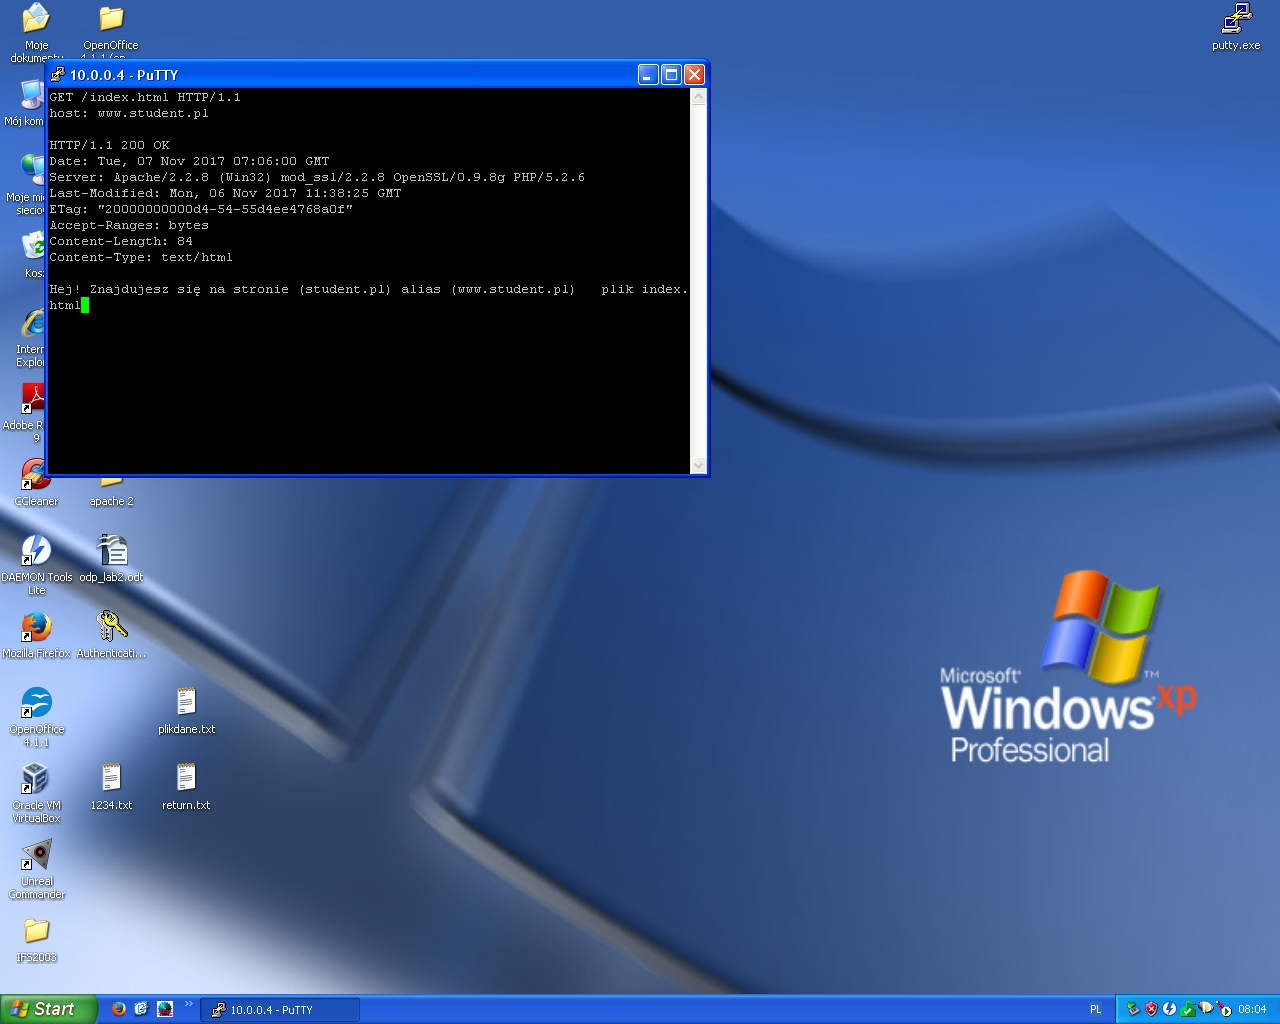 Moje
dokumenty
OpenOffice
putty.exe
10.0.0.4 - PuTTY
GET /index.html HTTP/1.1
host: www.student.pl
HTTP/1.1 200 OK
Date: Tue, 07 Nov 2017 07:06:00 GMT
Server: Apache/2.2.8 (Win32) mod_ssl/2.2.8 OpenSSL/0.9.8g PHP/5.2.6
Last-Modified: Mon, 06 Nov 2017 11:38:25 GMT
ETag: "20000000000d4-54-55d4ee4768a0f"
Accept-Ranges: bytes
Content-Length: 84
Content-Type: text/html
Hej! Znajdujesz się na stronie (student.pl) alias (www.student.pl)   plik index.
html
Mój kom
Moje mi
siecio
Kosz
Intern
Explor
Adobe R
9
CCleaner
apache 2
DAEMON Tools
Lite
odp_lab2.odt
Mozilla Firefox
Authenticati...
OpenOffice
4.1.1
plikdane.txt
Oracle VM
VirtualBox
1234.txt
return.txt
Unreal
Commander
IFS2003
Microsoft®
Windows xp ™
Professional
Start
10.0.0.4 - PuTTY
PL
08:04